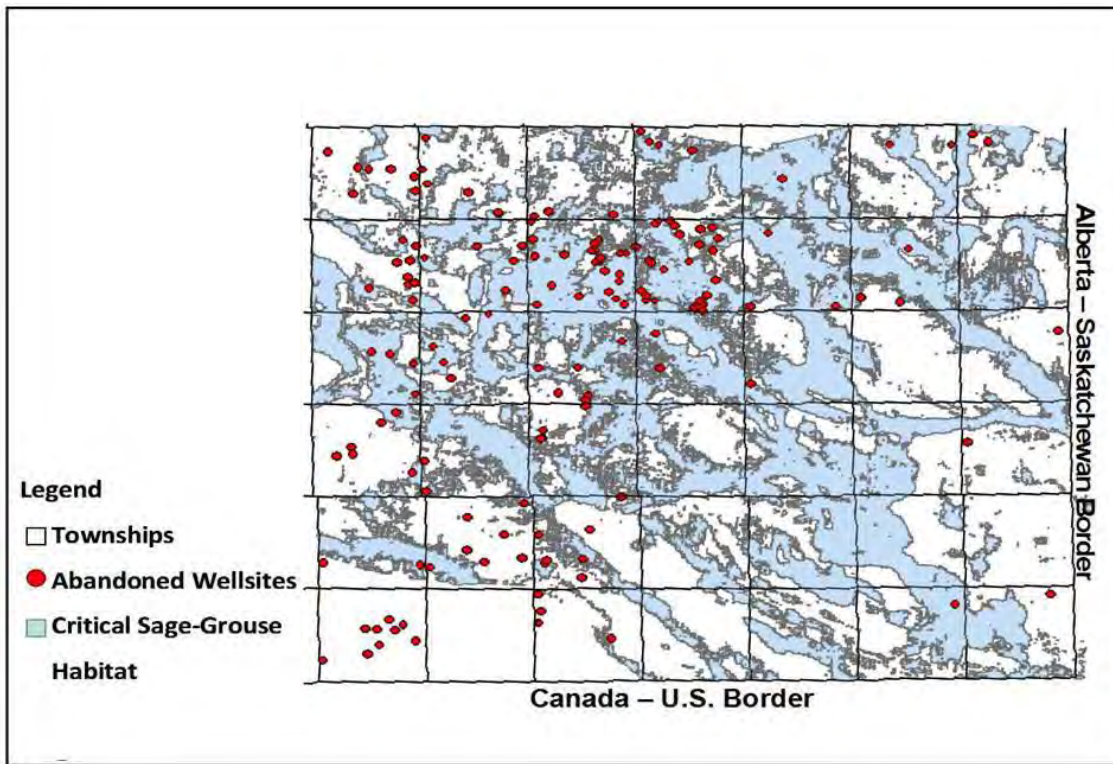 Legend
Townships
Abandoned Wellsites
Critical Sage-Grouse
Habitat
Alberta – Saskatchewan Border
Canada – U.S. Border